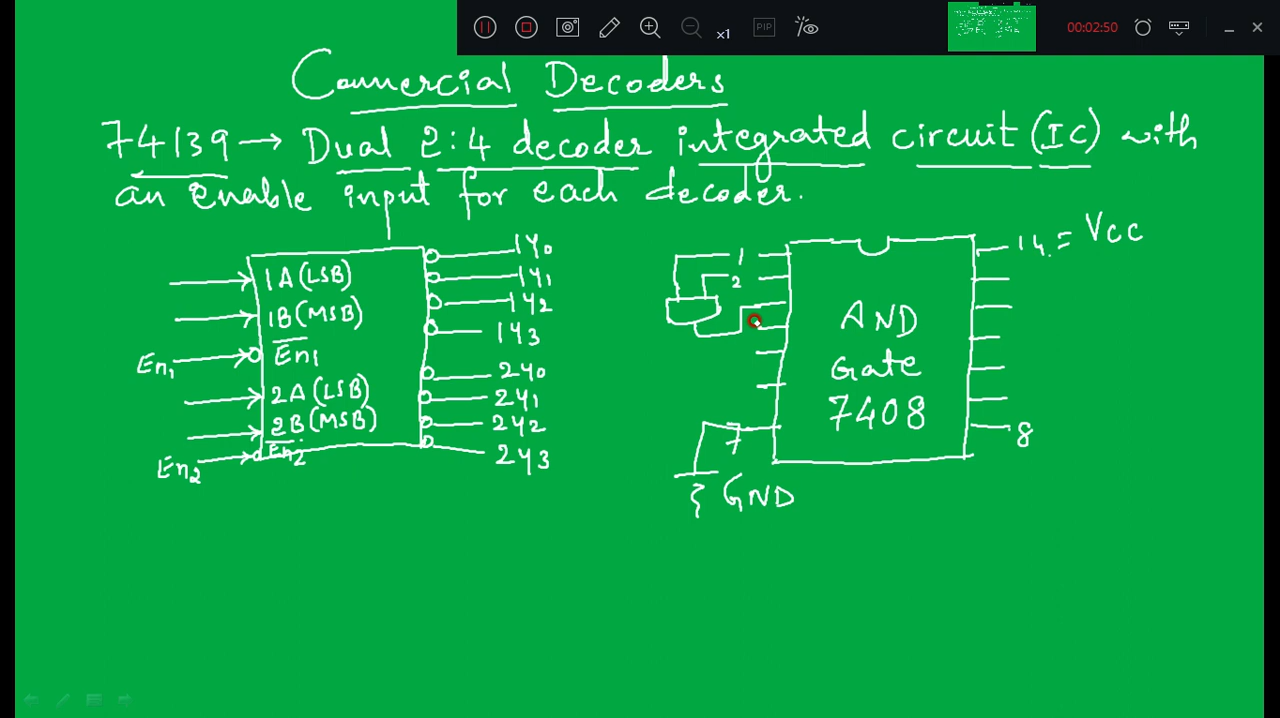 x1
PIP
00:02:50
Commercial Decoders
74139 → Dual 2:4 decoder integrated circuit (IC) with
an enable input for each decoder.
1A (LSB)
1B (MSB)
En1
En1
2A (LSB)
2B (MSB)
En2
En2
1Y0
1Y1
1Y2
1Y3
2Y0
2Y1
2Y2
2Y3
1
2
7
GND
AND
Gate
7408
14 = Vcc
8